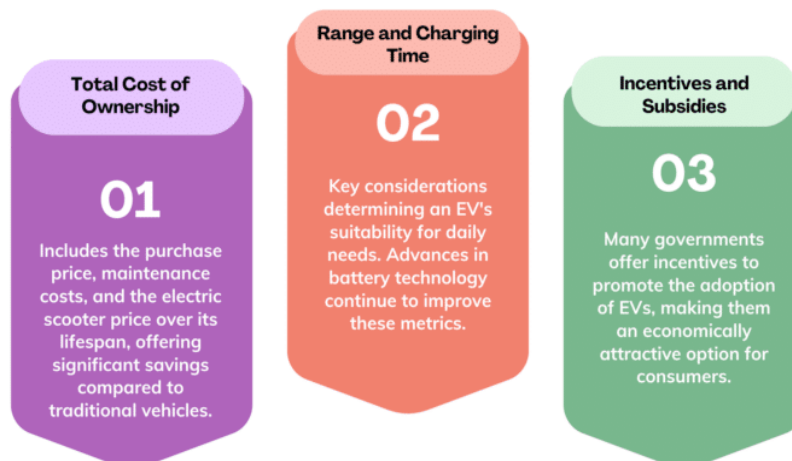 Total Cost of
Ownership
01
Includes the purchase
price, maintenance
costs, and the electric
scooter price over its
lifespan, offering
significant savings
compared to
traditional vehicles.
Range and Charging
Time
02
Key considerations
determining an EV's
suitability for daily
needs. Advances in
battery technology
continue to improve
these metrics.
Incentives and
Subsidies
03
Many governments
offer incentives to
promote the adoption
of EVs, making them
an economically
attractive option for
consumers.